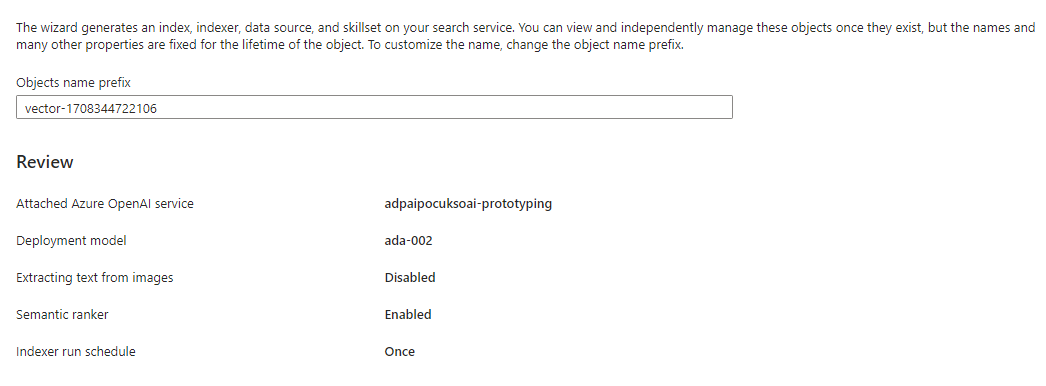 The wizard generates an index, indexer, data source, and skillset on your search service. You can view and independently manage these objects once they exist, but the names and
many other properties are fixed for the lifetime of the object. To customize the name, change the object name prefix.
Objects name prefix
vector-1708344722106
Review
Attached Azure OpenAI service adpaipocuksoai-prototyping
Deployment model ada-002
Extracting text from images Disabled
Semantic ranker Enabled
Indexer run schedule Once